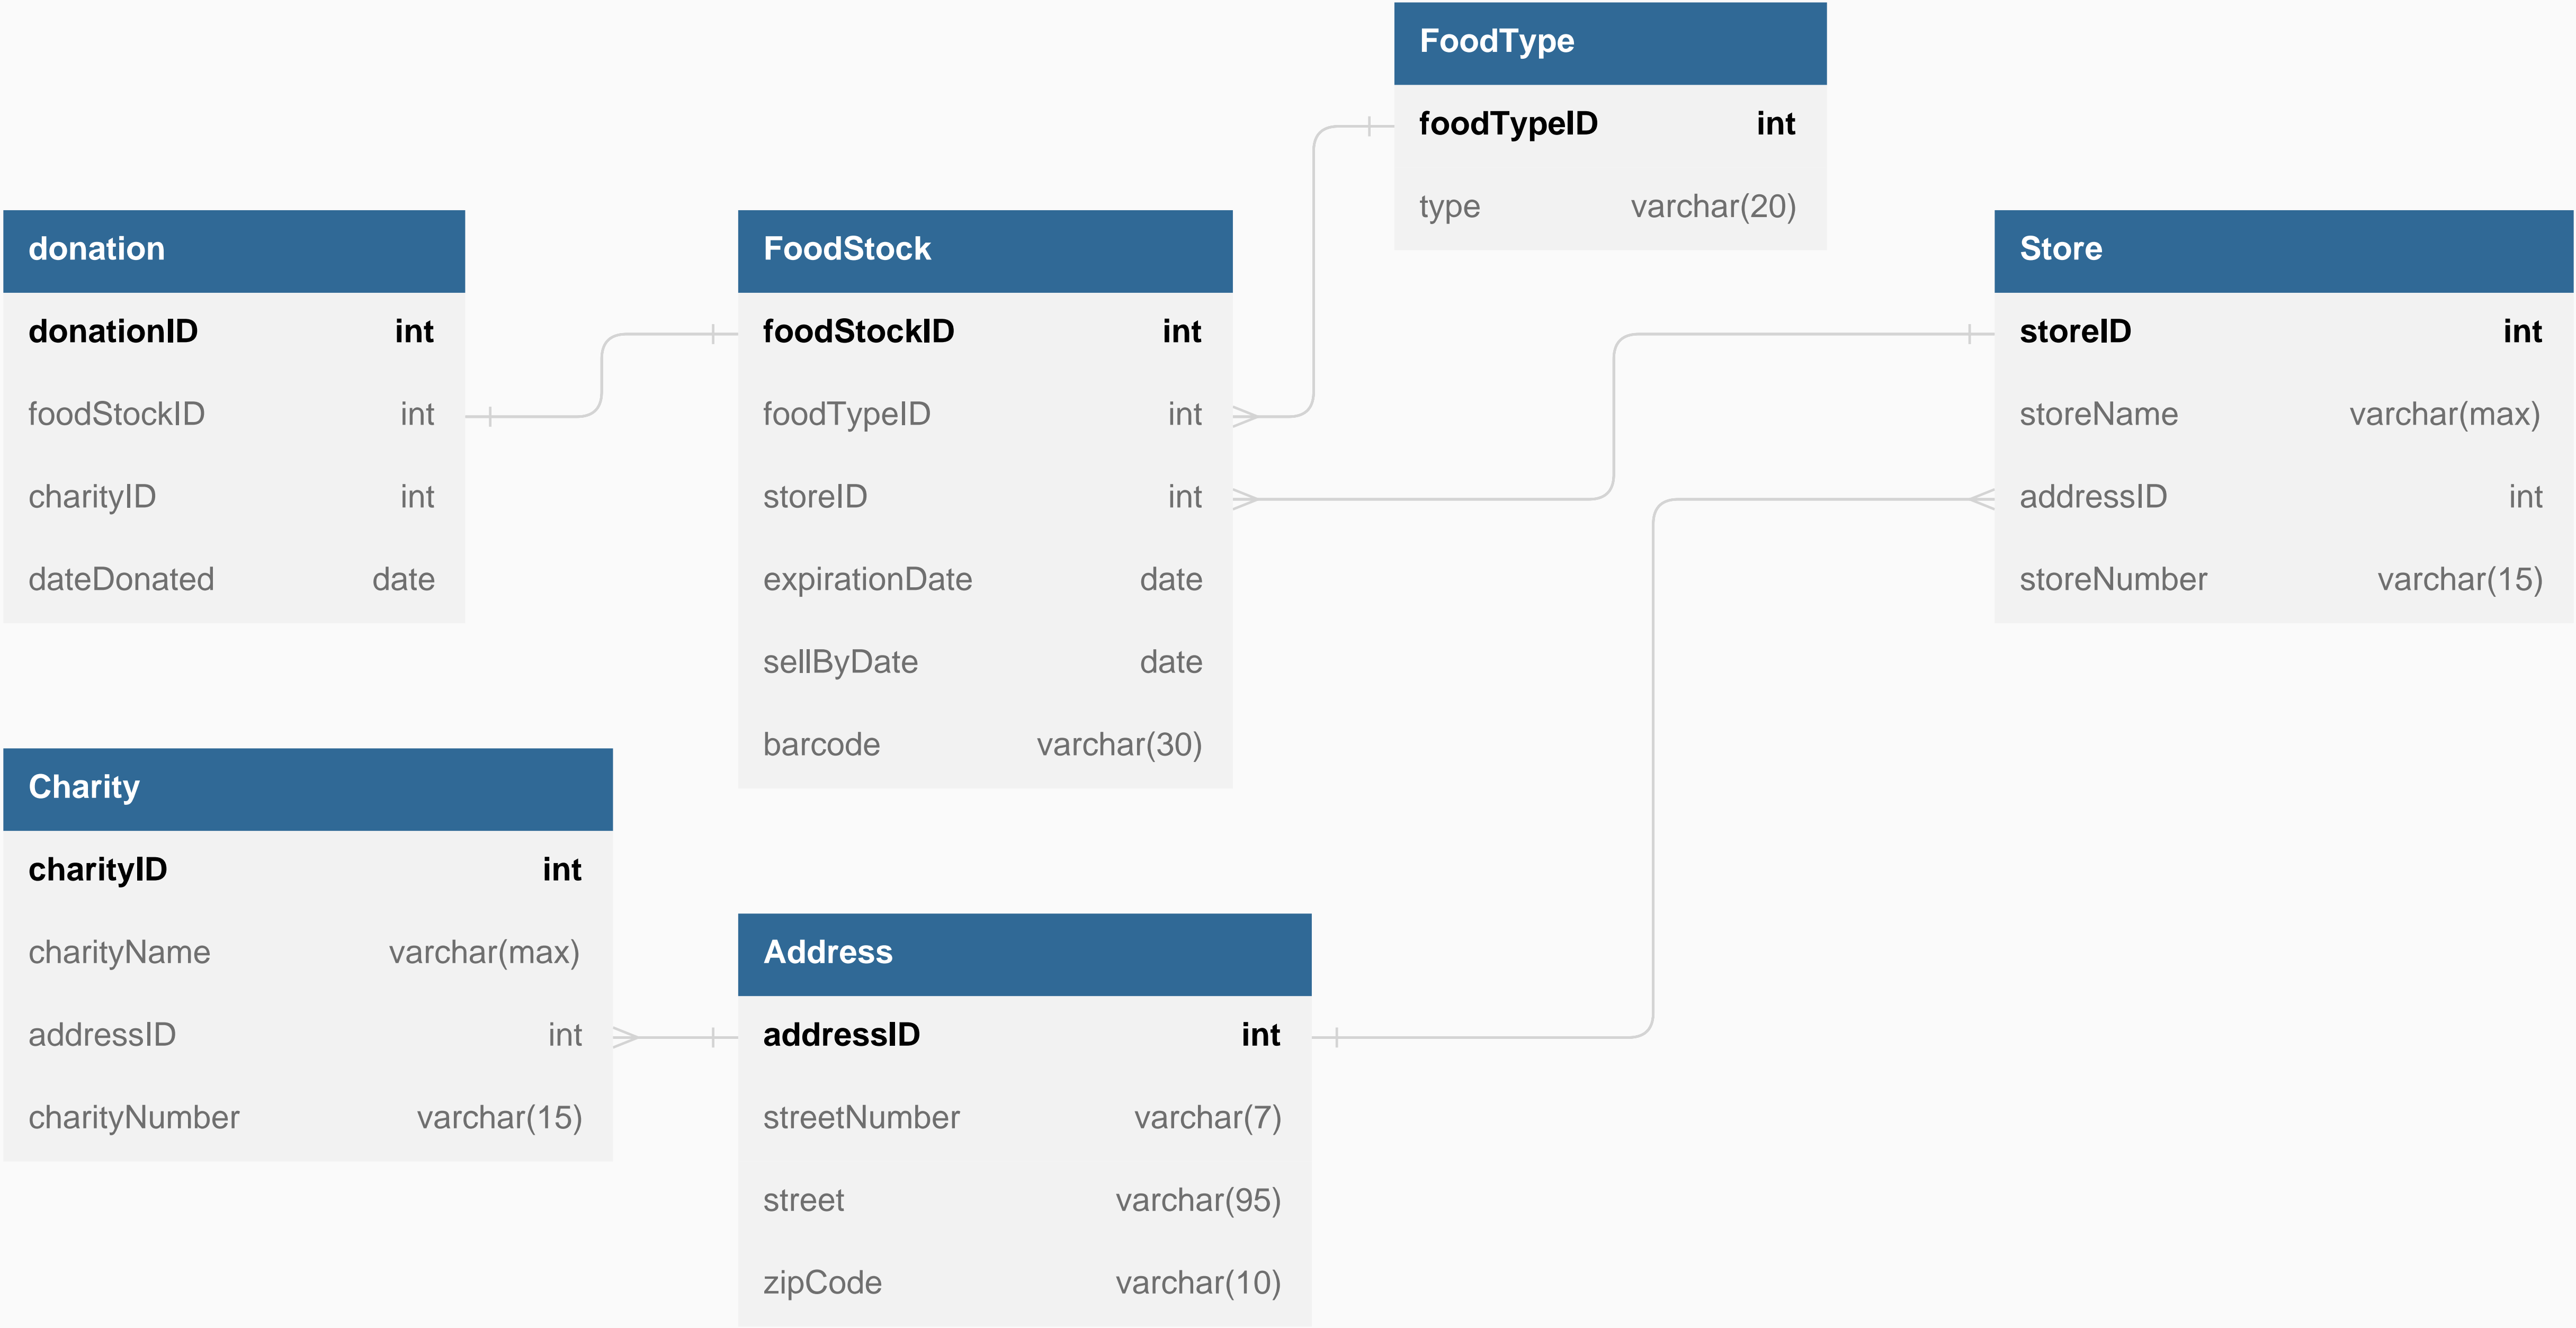 FoodType
foodTypeID int
type varchar(20)
donation
donationID int
foodStockID int
charityID int
dateDonated date
FoodStock
foodStockID int
foodTypeID int
storeID int
expirationDate date
sellByDate date
barcode varchar(30)
Store
storeID int
storeName varchar(max)
addressID int
storeNumber varchar(15)
Charity
charityID int
charityName varchar(max)
addressID int
charityNumber varchar(15)
Address
addressID int
streetNumber varchar(7)
street varchar(95)
zipCode varchar(10)